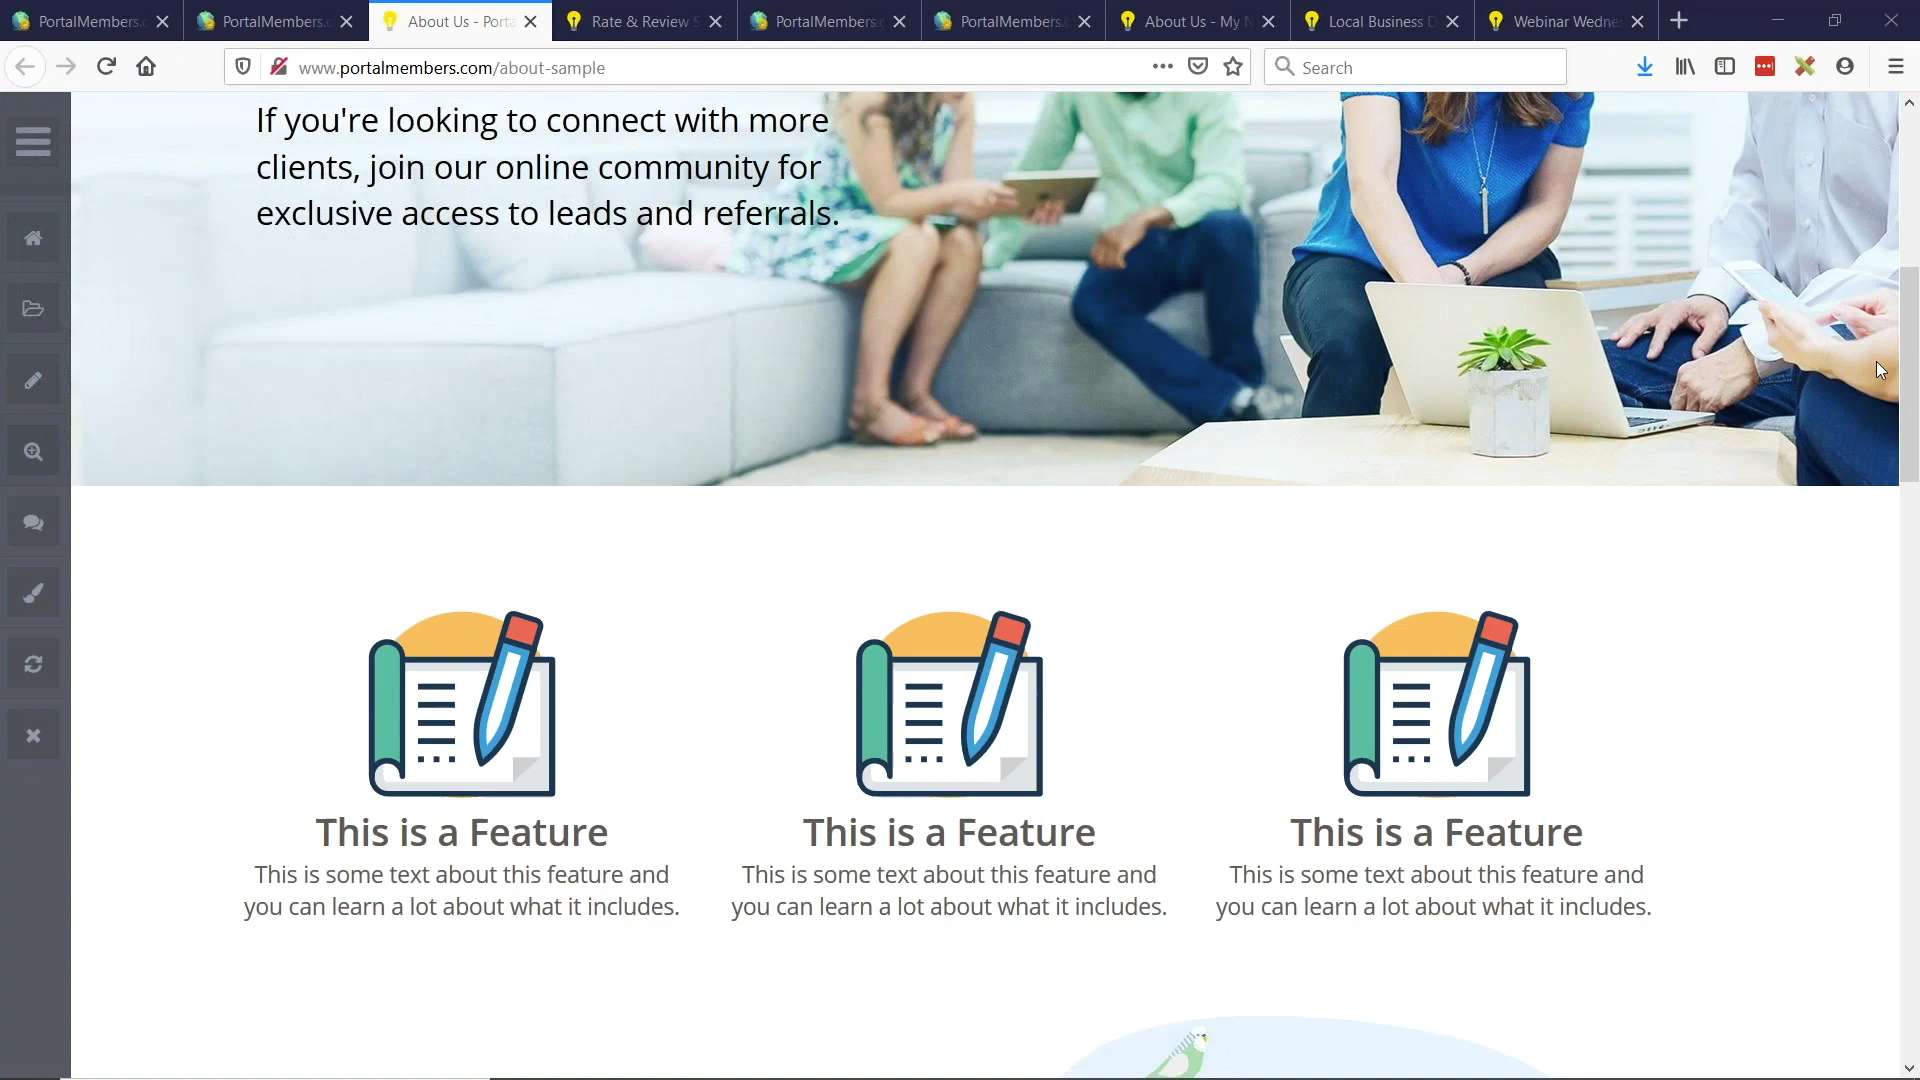 PortalMembers.
PortalMembers.
About Us - Porta
Rate & Review S
PortalMembers.
PortalMembers.
About Us - My N
Local Business D
Webinar Wednes
www.portalmembers.com/about-sample
Search
If you're looking to connect with more
clients, join our online community for
exclusive access to leads and referrals.
This is a Feature
This is some text about this feature and
you can learn a lot about what it includes.
This is a Feature
This is some text about this feature and
you can learn a lot about what it includes.
This is a Feature
This is some text about this feature and
you can learn a lot about what it includes.